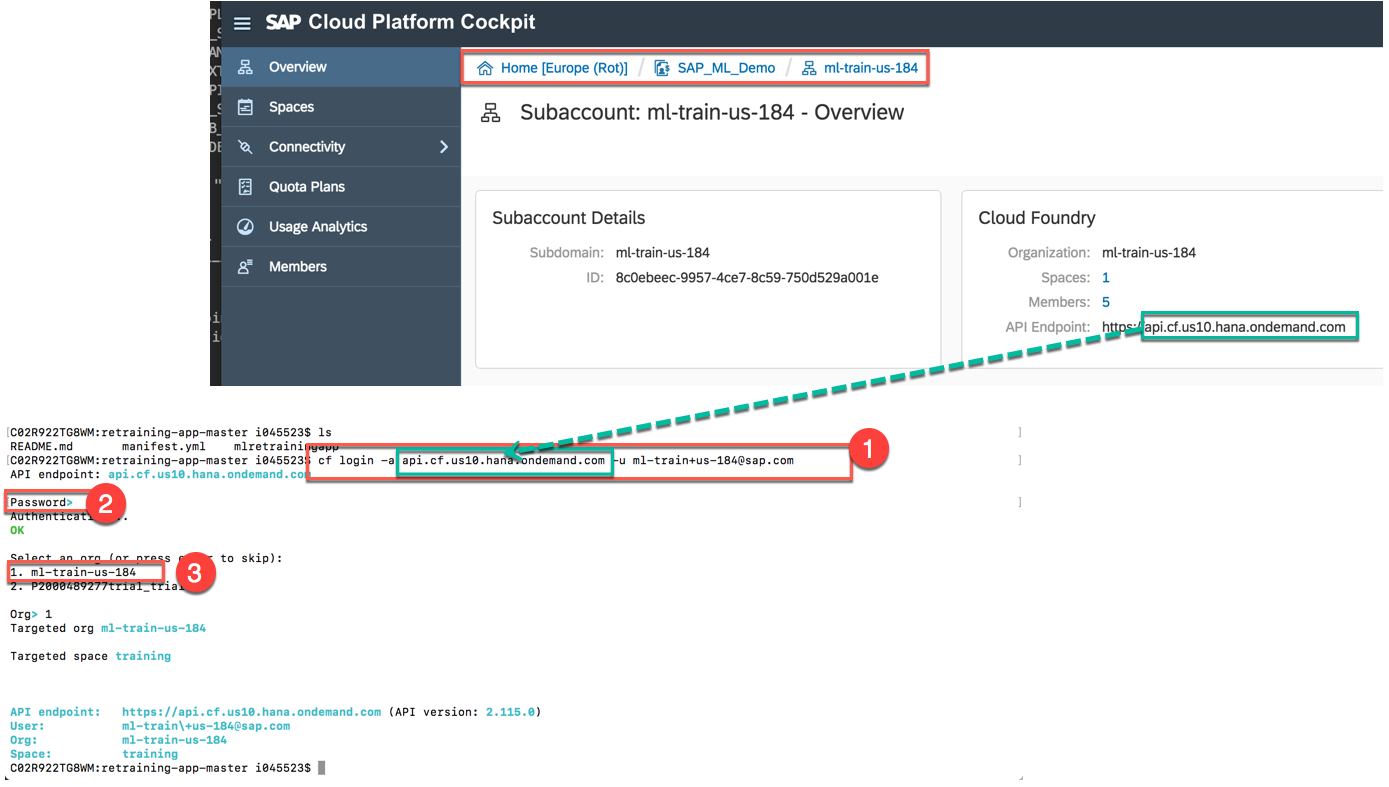 SAP Cloud Platform Cockpit
Overview
Spaces
Connectivity
Quota Plans
Usage Analytics
Members
Home [Europe (Rot)] / SAP_ML_Demo / ml-train-us-184
Subaccount: ml-train-us-184 - Overview
Subaccount Details
Subdomain: ml-train-us-184
ID: 8c0ebeec-9957-4ce7-8c59-750d529a001e
Cloud Foundry
Organization: ml-train-us-184
Spaces: 1
Members: 5
API Endpoint: https://api.cf.us10.hana.ondemand.com
[C02R922TG8WM:retraining-app-master i045523$ ls ]
README.md manifest.yml mlretrainingapp
[C02R922TG8WM:retraining-app-master i045523$ cf login -a api.cf.us10.hana.ondemand.com -u ml-train+us-184@sap.com ]
1
API endpoint: api.cf.us10.hana.ondemand.com
[Password> ]
2
Authenticati...
OK
Select an org (or press enter to skip):
1. ml-train-us-184
3
2. P2000489277trial_trial
Org> 1
Targeted org ml-train-us-184
Targeted space training
API endpoint: https://api.cf.us10.hana.ondemand.com (API version: 2.115.0)
User: ml-train\+us-184@sap.com
Org: ml-train-us-184
Space: training
C02R922TG8WM:retraining-app-master i045523$